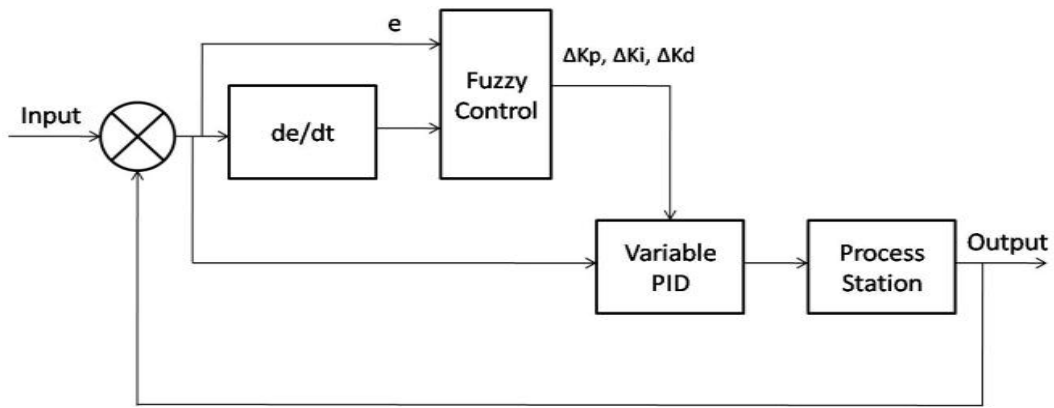 e
ΔKp, ΔKi, ΔKd
Fuzzy
Control
Input
de/dt
Variable
PID
Process
Station
Output